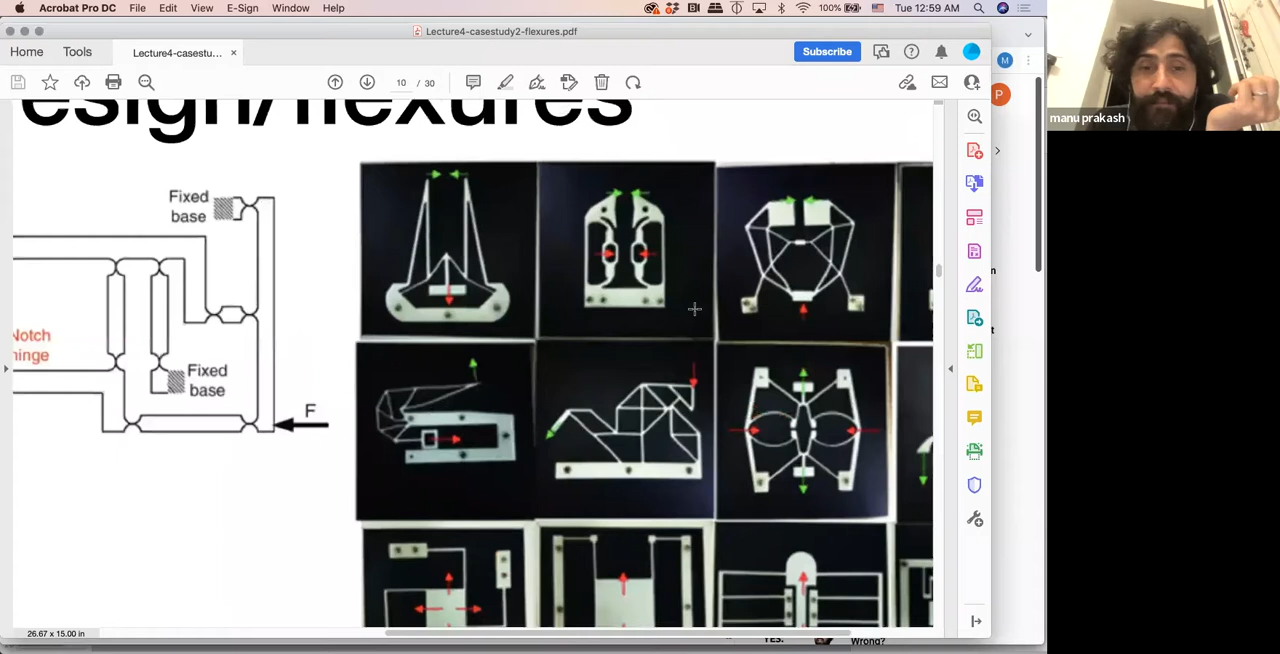 Acrobat Pro DC File Edit View E-Sign Window Help
100% Tue 12:59 AM
Lecture4-casestudy2-flexures.pdf
Home Tools Lecture4-casestu... × Subscribe
10 / 30
esign/flexures
Fixed
base
Notch
hinge
Fixed
base
F
26.67 x 15.00 in
YES.
Wrong?
M
P
manu prakash